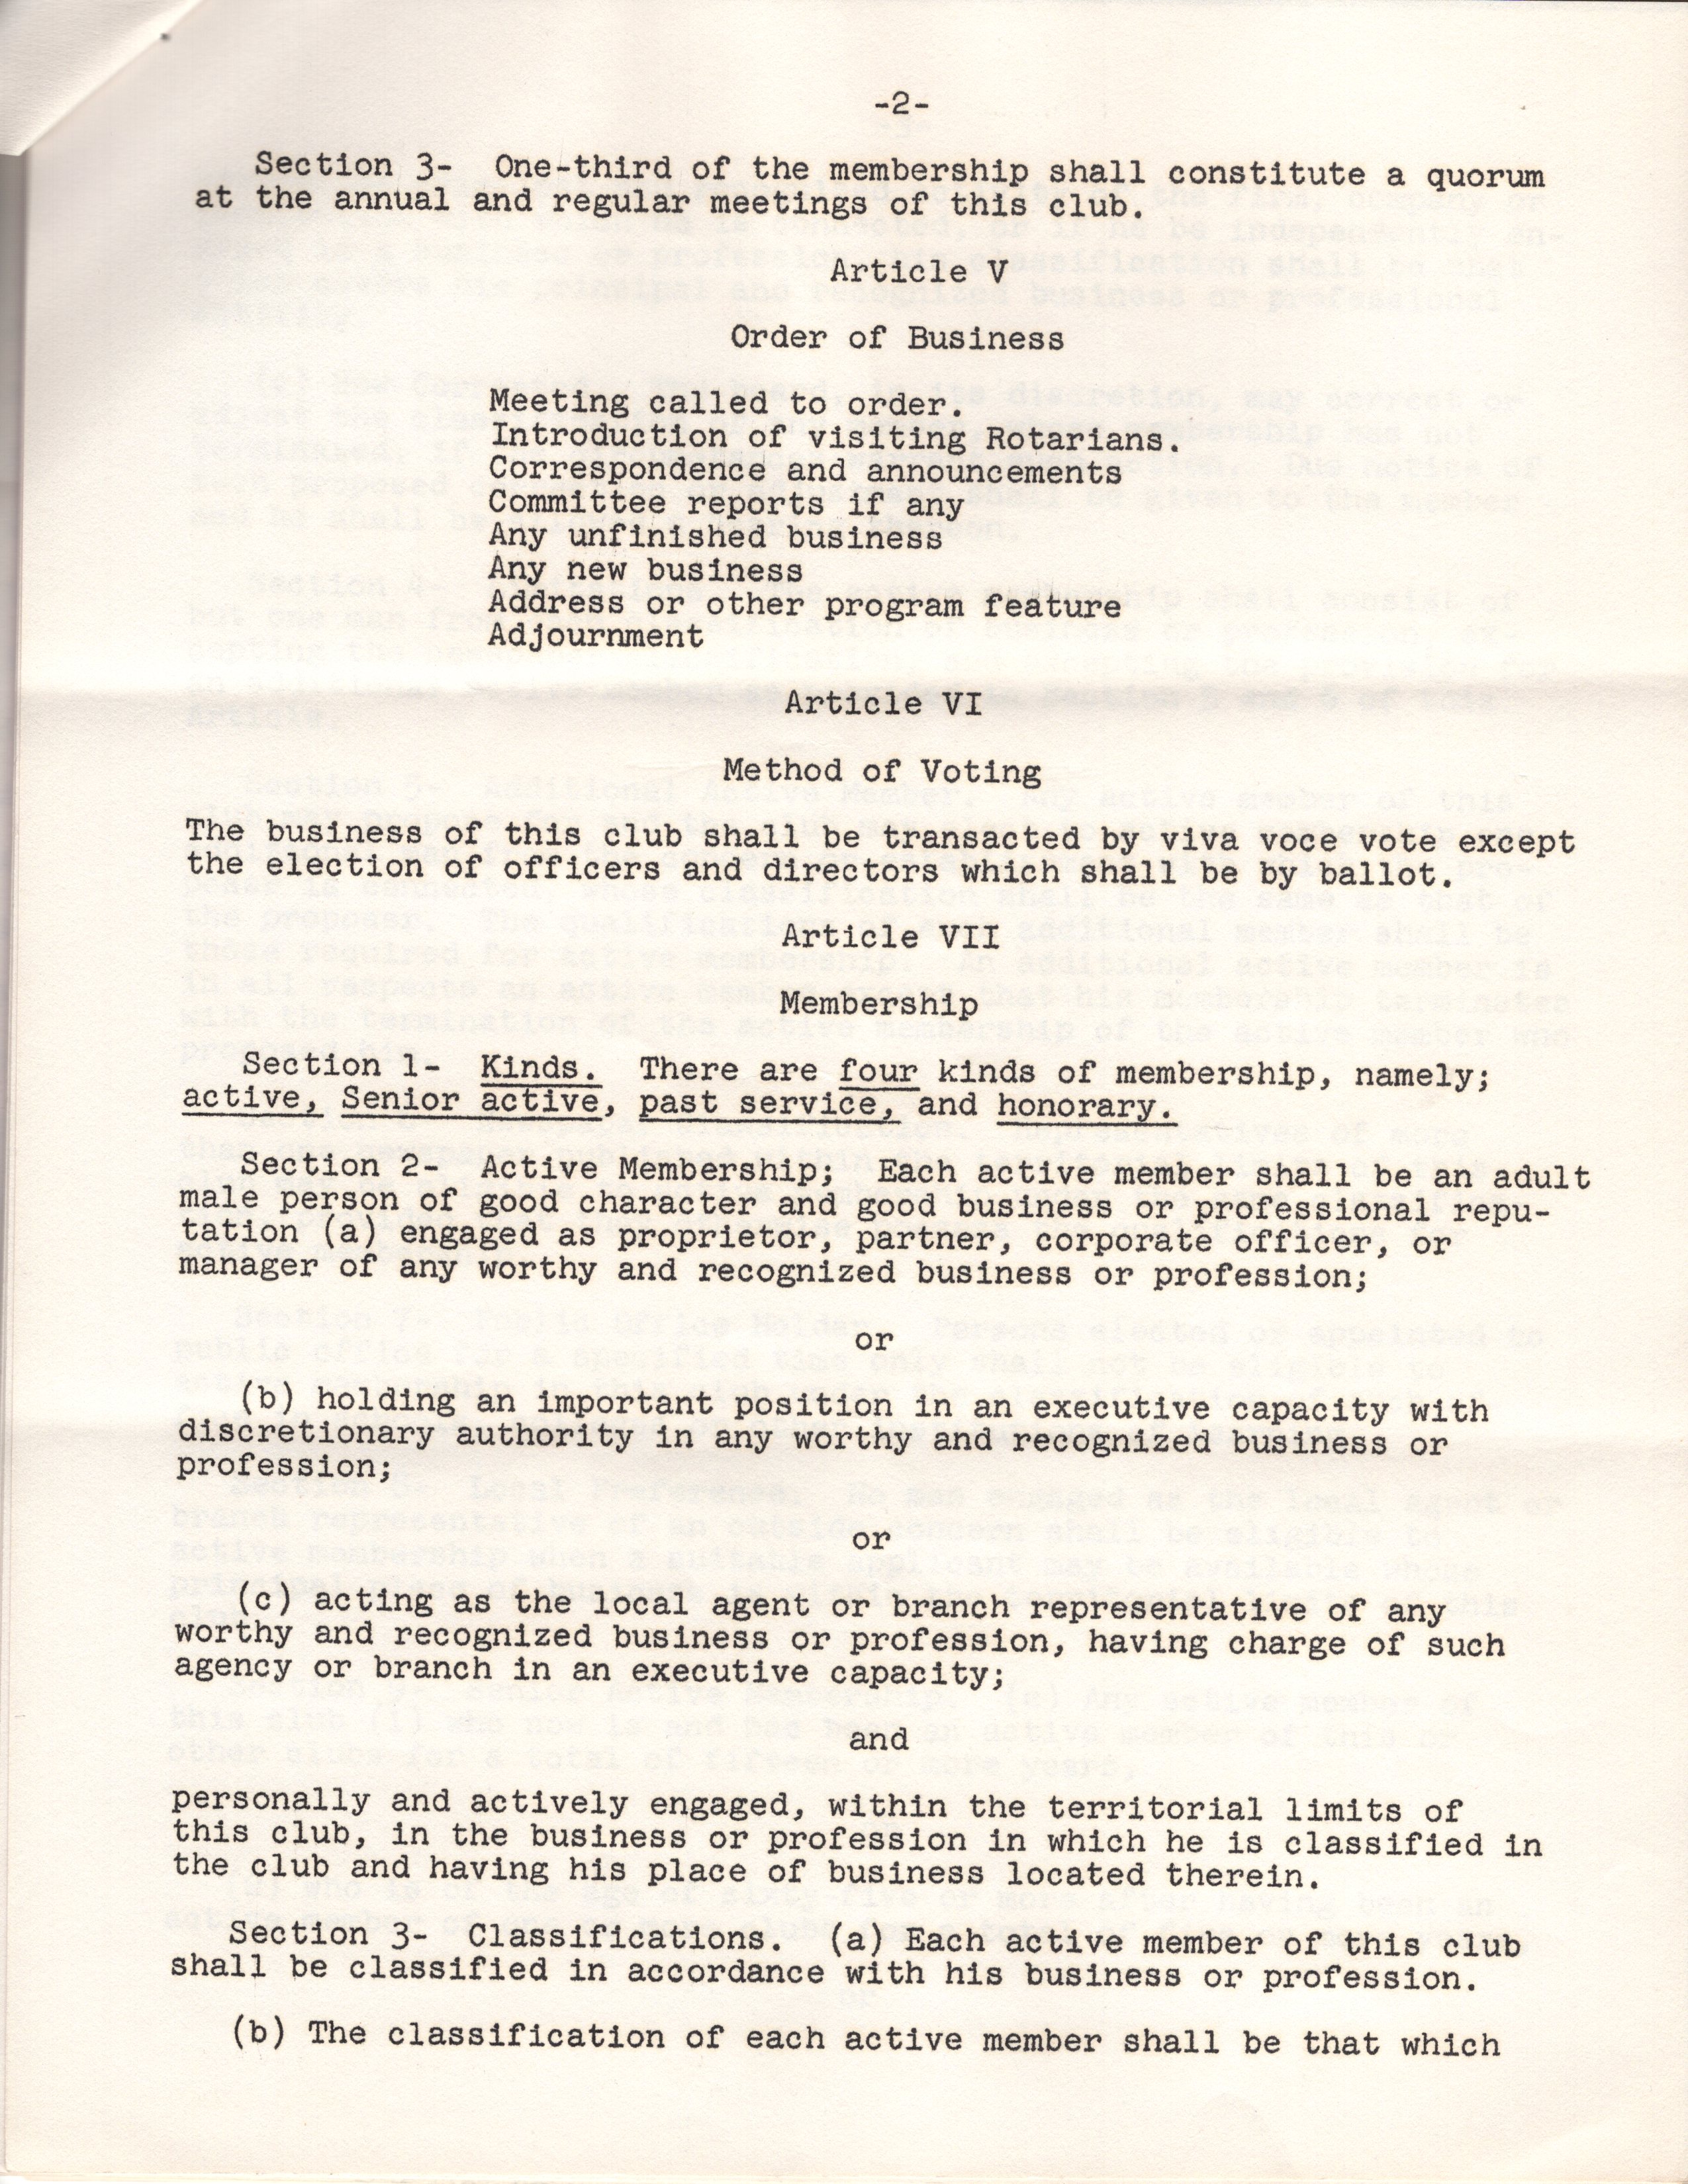 -2-
Section 3- One-third of the membership shall constitute a quorum
at the annual and regular meetings of this club.
Article V
Order of Business
Meeting called to order.
Introduction of visiting Rotarians.
Correspondence and announcements
Committee reports if any
Any unfinished business
Any new business
Address or other program feature
Adjournment
Article VI
Method of Voting
The business of this club shall be transacted by viva voce vote except
the election of officers and directors which shall be by ballot.
Article VII
Membership
Section 1- Kinds. There are four kinds of membership, namely;
active, Senior active, past service, and honorary.
Section 2- Active Membership; Each active member shall be an adult
male person of good character and good business or professional repu-
tation (a) engaged as proprietor, partner, corporate officer, or
manager of any worthy and recognized business or profession;
or
(b) holding an important position in an executive capacity with
discretionary authority in any worthy and recognized business or
profession;
or
(c) acting as the local agent or branch representative of any
worthy and recognized business or profession, having charge of such
agency or branch in an executive capacity;
and
personally and actively engaged, within the territorial limits of
this club, in the business or profession in which he is classified in
the club and having his place of business located therein.
Section 3- Classifications. (a) Each active member of this club
shall be classified in accordance with his business or profession.
(b) The classification of each active member shall be that which